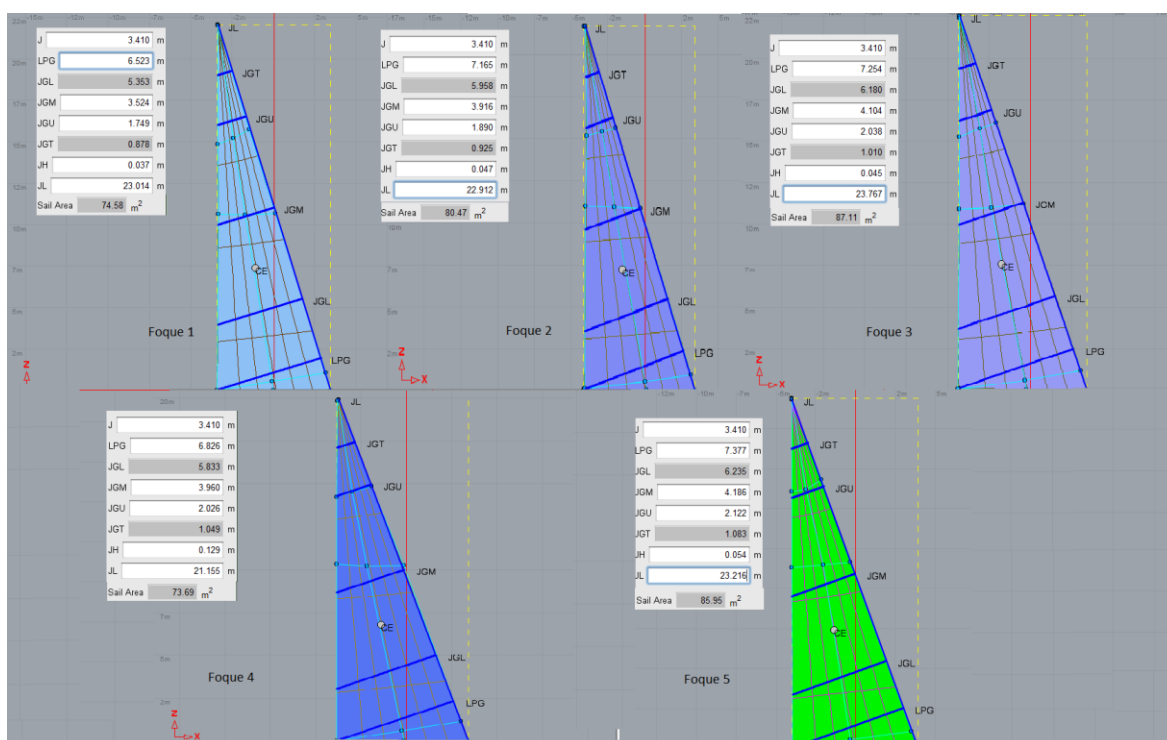 J 3.410 m
LPG 6.523 m
JGL 5.353 m
JGM 3.524 m
JGU 1.749 m
JGT 0.878 m
JH 0.037 m
JL 23.014 m
Sail Area 74.58 m²
JL
JGT
JGU
JGM
CE
JGL
LPG
Foque 1
Z
J 3.410 m
LPG 7.165 m
JGL 5.958 m
JGM 3.916 m
JGU 1.890 m
JGT 0.925 m
JH 0.047 m
JL 22.912 m
Sail Area 80.47 m²
JL
JGT
JGU
JGM
CE
JGL
LPG
Foque 2
Z
X
J 3.410 m
LPG 7.254 m
JGL 6.180 m
JGM 4.104 m
JGU 2.038 m
JGT 1.010 m
JH 0.045 m
JL 23.767 m
Sail Area 87.11 m²
JL
JGT
JGU
JGM
CE
JGL
LPG
Foque 3
Z
X
20m
J 3.410 m
LPG 6.826 m
JGL 5.833 m
JGM 3.960 m
JGU 2.026 m
JGT 1.049 m
JH 0.129 m
JL 21.155 m
Sail Area 73.69 m²
JL
JGT
JGU
JGM
CE
JGL
LPG
7m
5m
2m
Foque 4
Z
X
J 3.410 m
LPG 7.377 m
JGL 6.235 m
JGM 4.186 m
JGU 2.122 m
JGT 1.083 m
JH 0.054 m
JL 23.216 m
Sail Area 85.95 m²
JL
JGT
JGU
JGM
CE
JGL
LPG
Foque 5